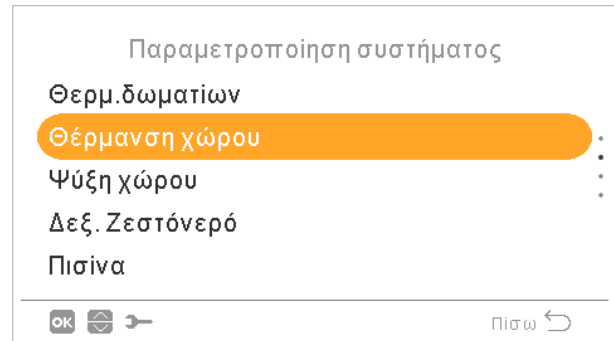 Παραμετροποίηση συστήματος
Θερμ.δωματίων
Θέρμανση χώρου
Ψύξη χώρου
Δεξ. Ζεστόνερό
Πισίνα
OK Πίσω